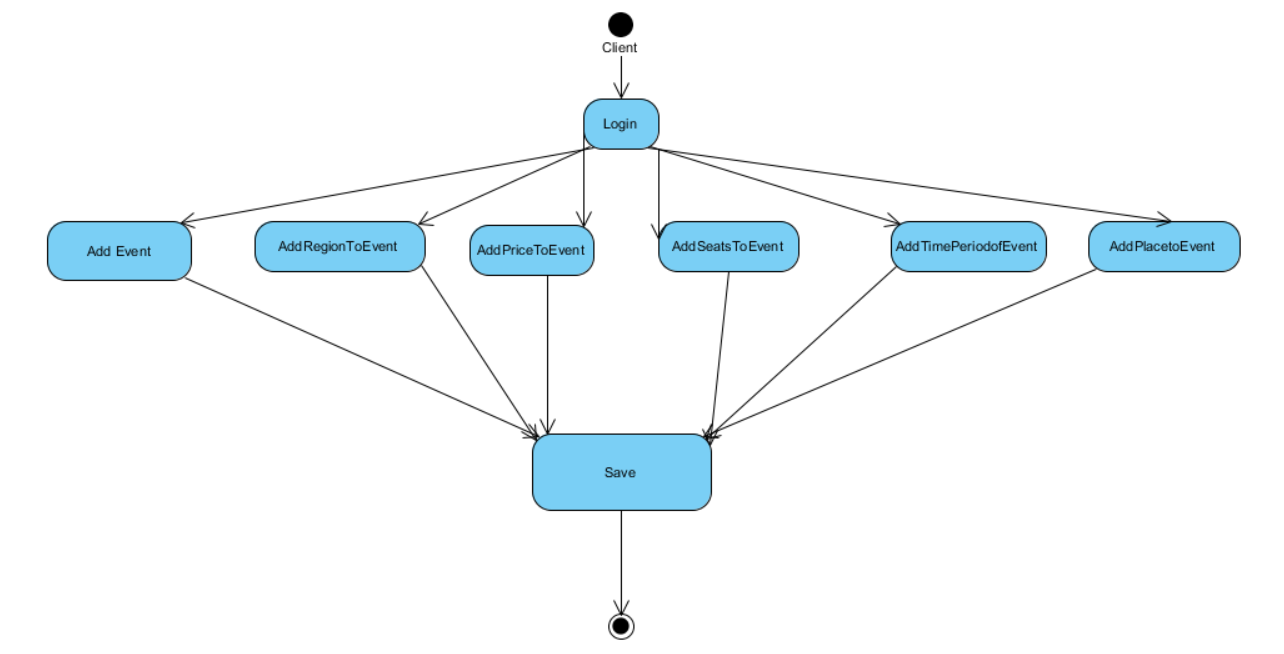 Client
Login
Add Event
AddRegionToEvent
AddPriceToEvent
AddSeatsToEvent
AddTimePeriodofEvent
AddPlacetoEvent
Save